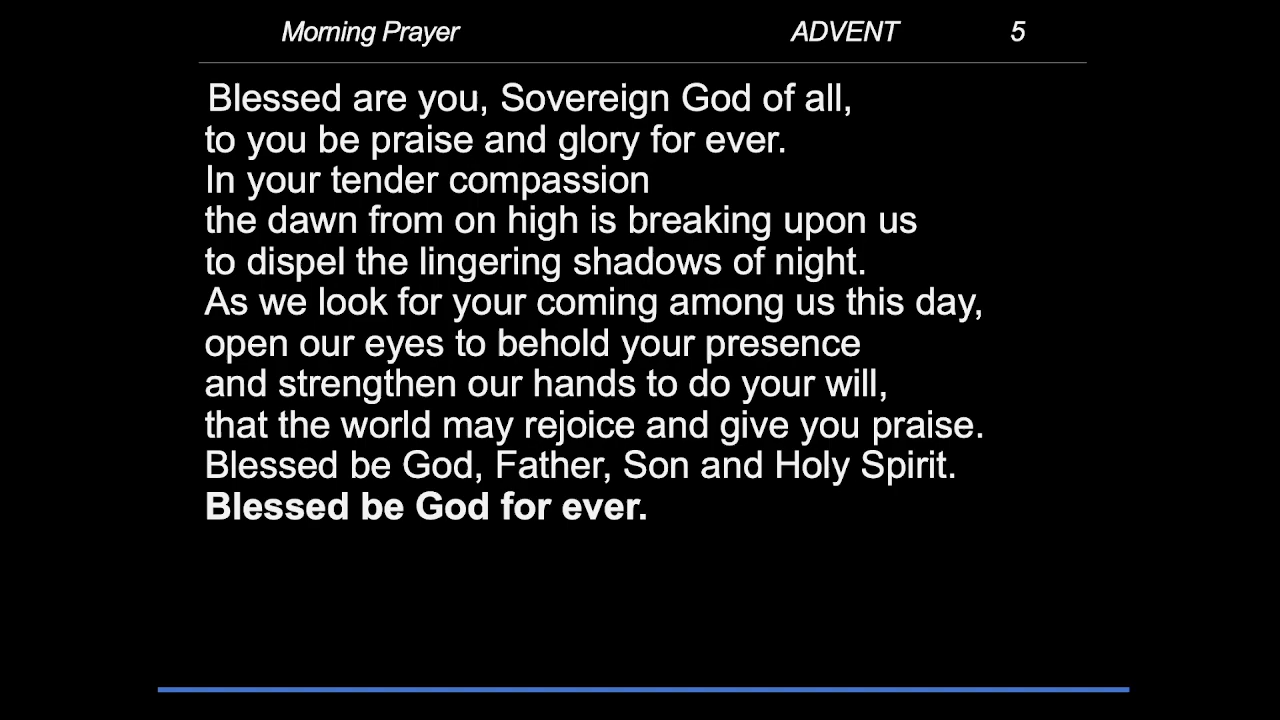 Morning Prayer ADVENT 5
Blessed are you, Sovereign God of all,
to you be praise and glory for ever.
In your tender compassion
the dawn from on high is breaking upon us
to dispel the lingering shadows of night.
As we look for your coming among us this day,
open our eyes to behold your presence
and strengthen our hands to do your will,
that the world may rejoice and give you praise.
Blessed be God, Father, Son and Holy Spirit.
Blessed be God for ever.